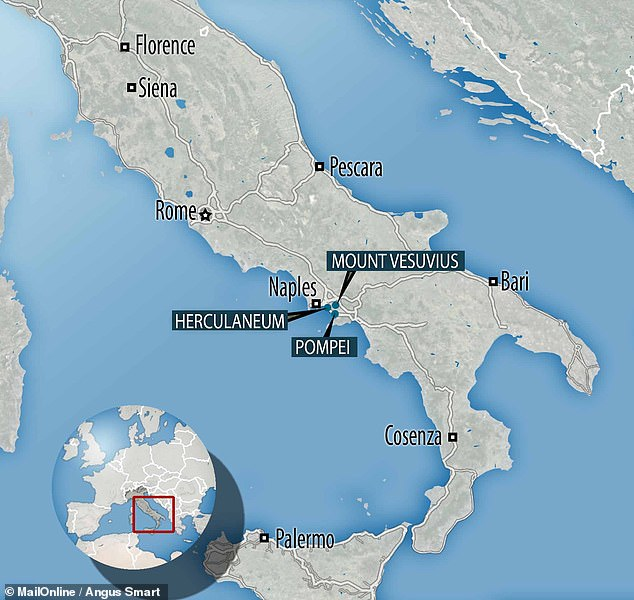 Florence
Siena
Pescara
Rome
MOUNT VESUVIUS
Naples
Bari
HERCULANEUM
POMPEI
Cosenza
Palermo
© MailOnline / Angus Smart